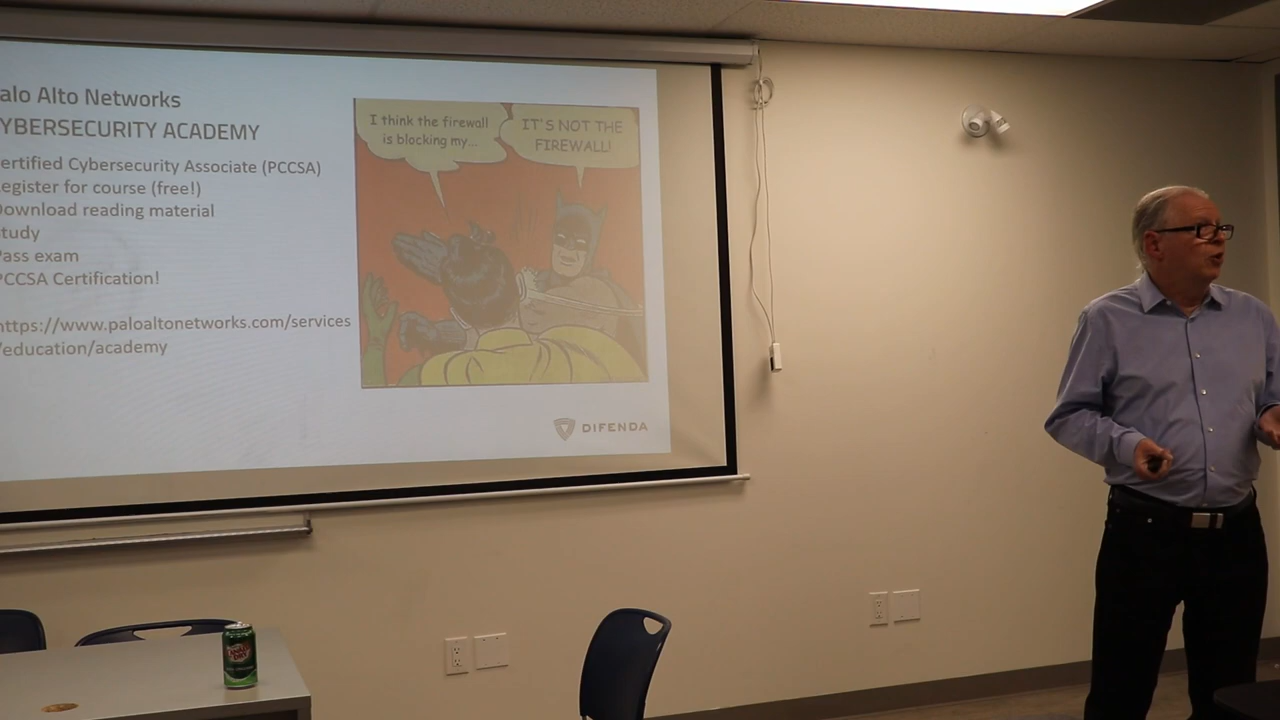 alo Alto Networks
YBERSECURITY ACADEMY
ertified Cybersecurity Associate (PCCSA)
egister for course (free!)
Download reading material
tudy
Pass exam
PCCSA Certification!
https://www.paloaltonetworks.com/services
/education/academy
I think the firewall
is blocking my...
IT'S NOT THE
FIREWALL!
DIFENDA
CANADA
DRY